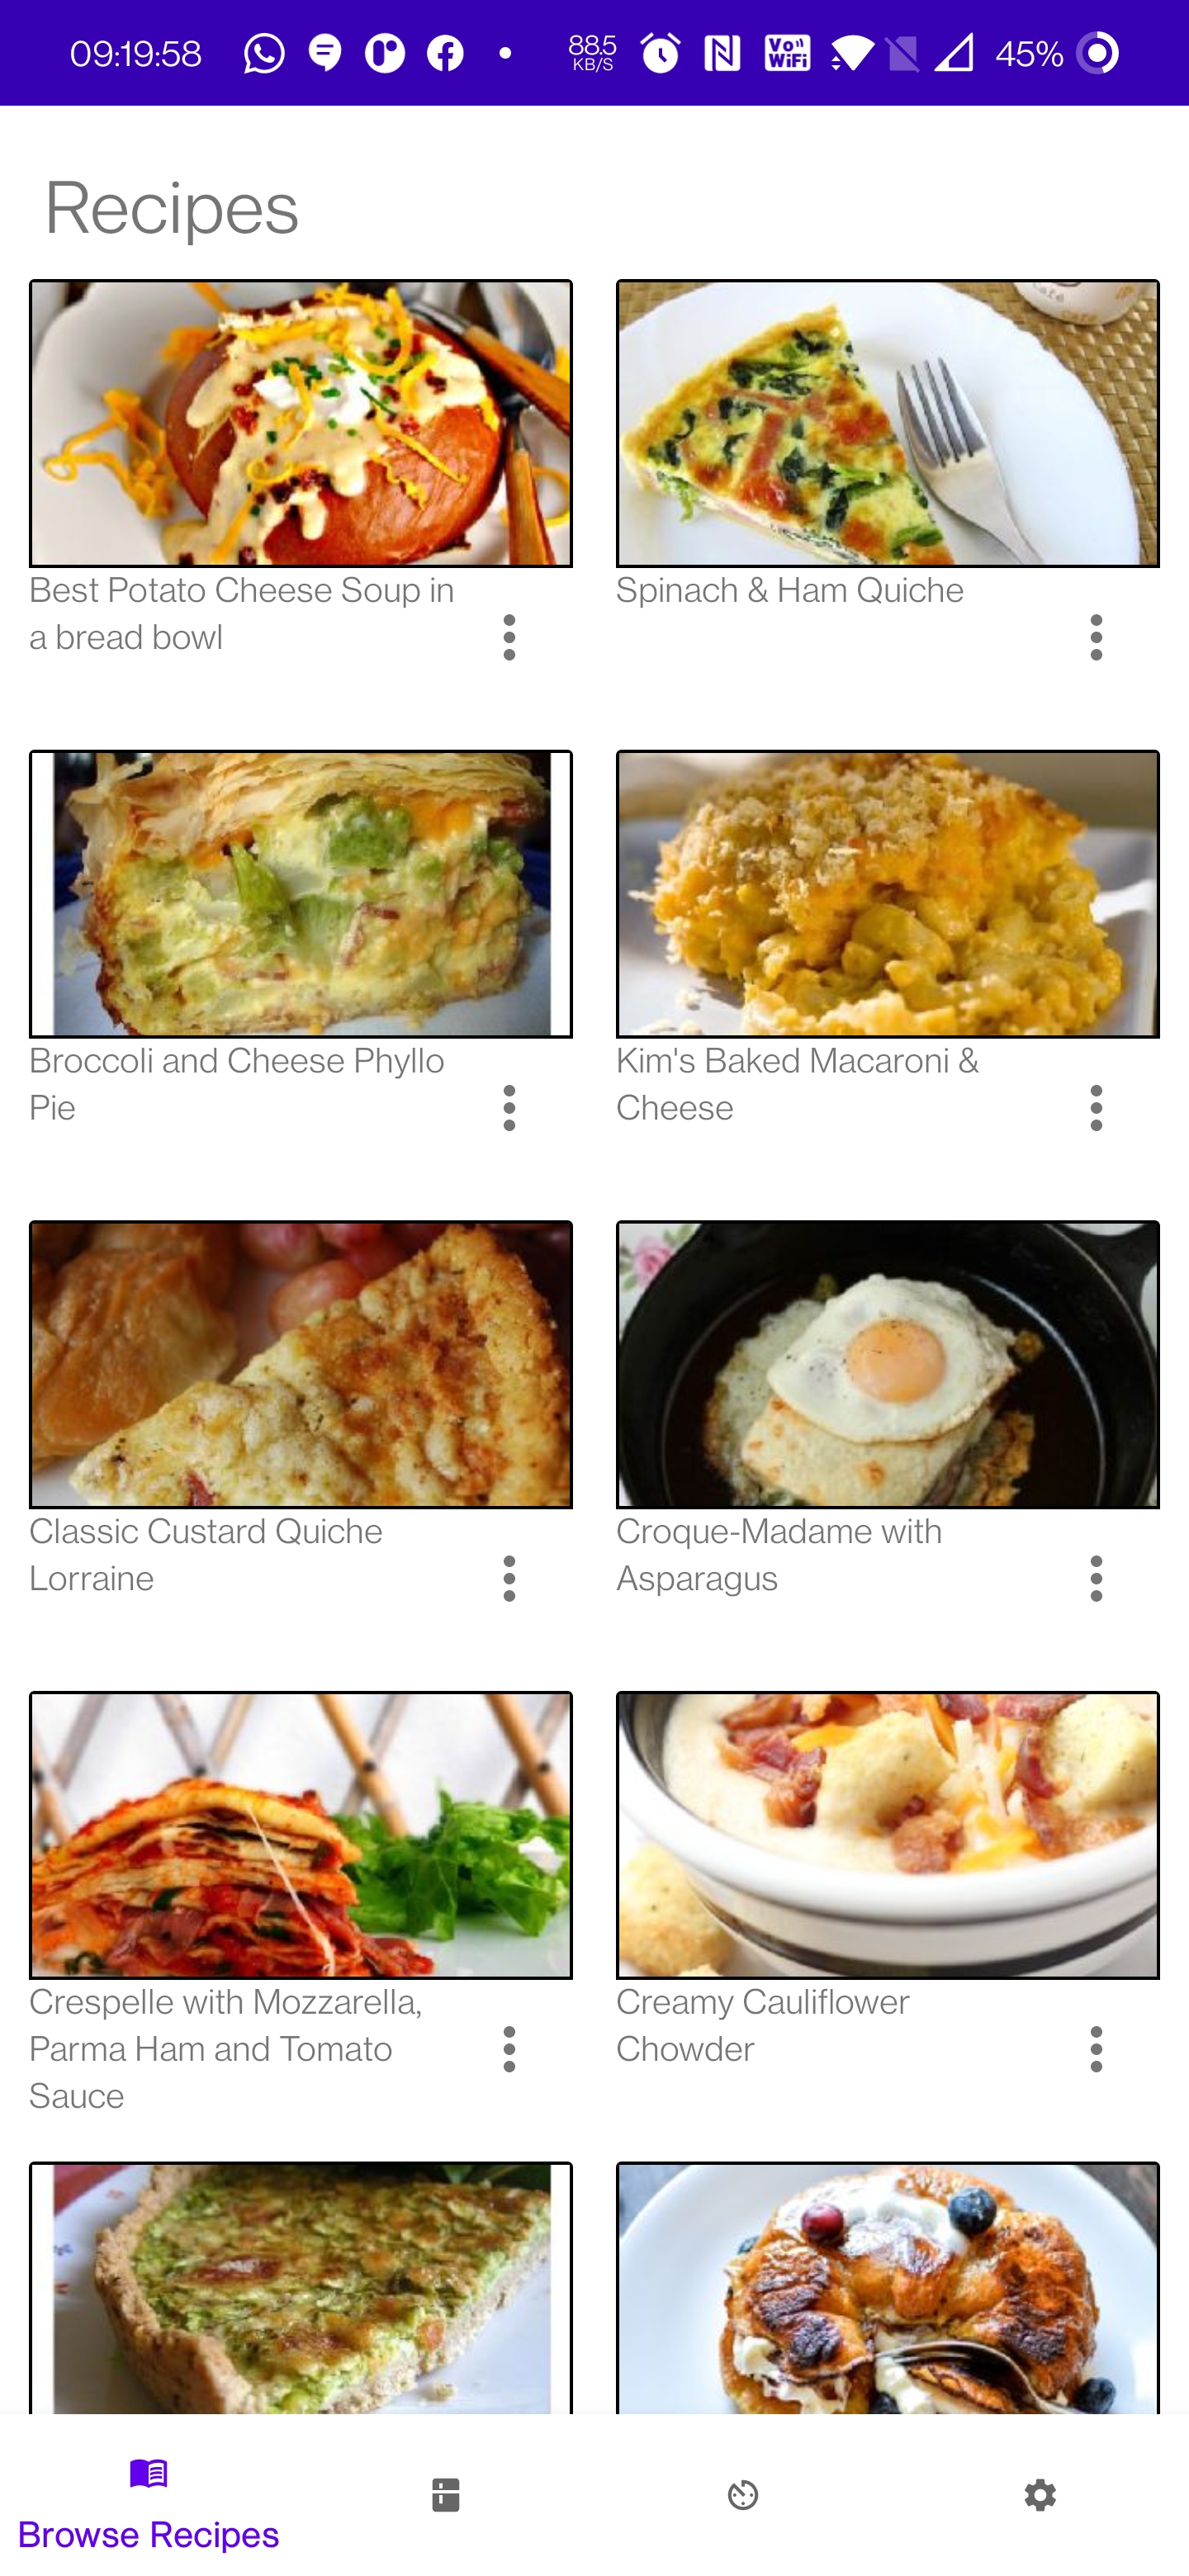 09:19:58 88.5 KB/S Vo WiFi 45%
Recipes
Best Potato Cheese Soup in
a bread bowl
Spinach & Ham Quiche
Broccoli and Cheese Phyllo
Pie
Kim's Baked Macaroni &
Cheese
Classic Custard Quiche
Lorraine
Croque-Madame with
Asparagus
Crespelle with Mozzarella,
Parma Ham and Tomato
Sauce
Creamy Cauliflower
Chowder
Browse Recipes